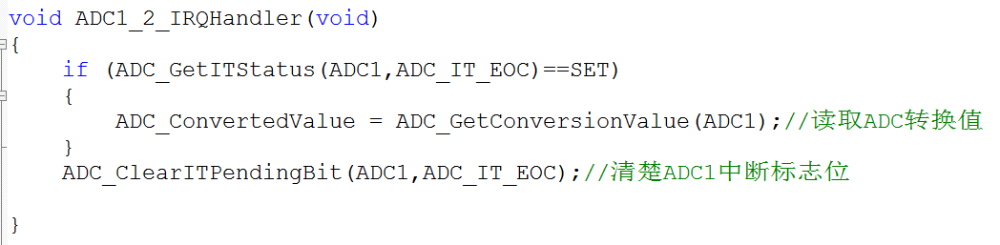 void ADC1_2_IRQHandler(void)
{
    if (ADC_GetITStatus(ADC1,ADC_IT_EOC)==SET)
    {
        ADC_ConvertedValue = ADC_GetConversionValue(ADC1);//读取ADC转换值
    }
    ADC_ClearITPendingBit(ADC1,ADC_IT_EOC);//清楚ADC1中断标志位
}